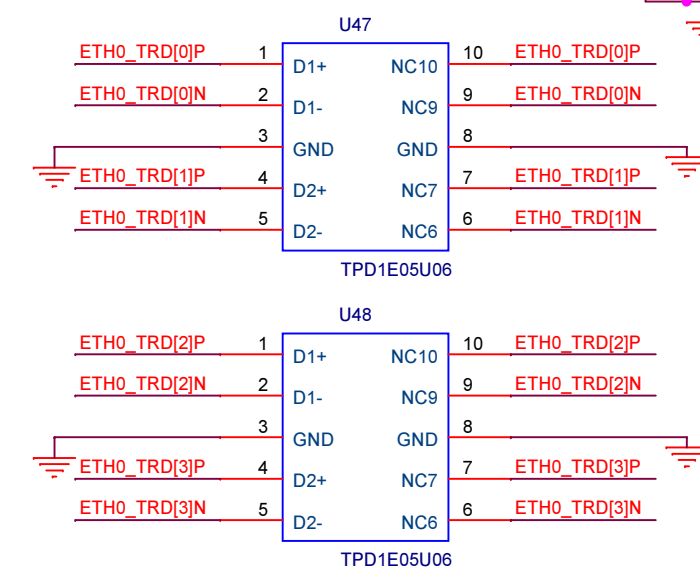 U47
ETH0_TRD[0]P 1 D1+ NC10 10 ETH0_TRD[0]P
ETH0_TRD[0]N 2 D1- NC9 9 ETH0_TRD[0]N
3 GND GND 8
ETH0_TRD[1]P 4 D2+ NC7 7 ETH0_TRD[1]P
ETH0_TRD[1]N 5 D2- NC6 6 ETH0_TRD[1]N
TPD1E05U06
U48
ETH0_TRD[2]P 1 D1+ NC10 10 ETH0_TRD[2]P
ETH0_TRD[2]N 2 D1- NC9 9 ETH0_TRD[2]N
3 GND GND 8
ETH0_TRD[3]P 4 D2+ NC7 7 ETH0_TRD[3]P
ETH0_TRD[3]N 5 D2- NC6 6 ETH0_TRD[3]N
TPD1E05U06